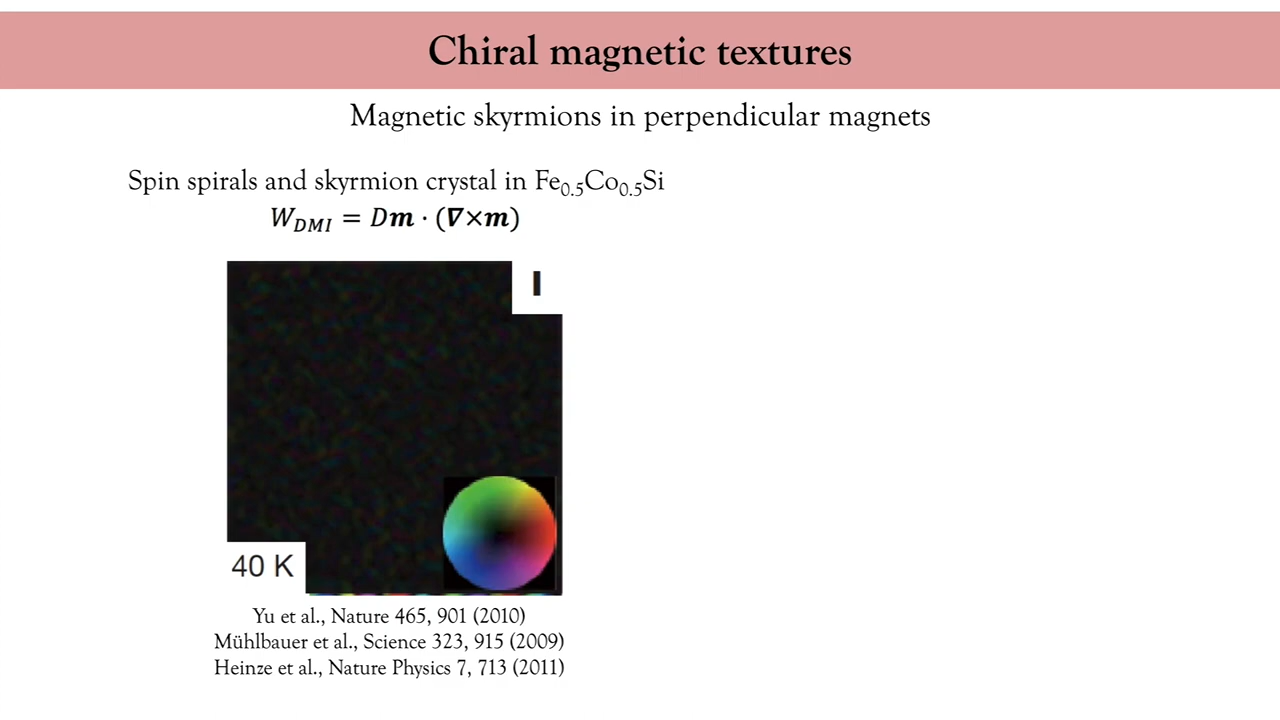 Chiral magnetic textures
Magnetic skyrmions in perpendicular magnets
Spin spirals and skyrmion crystal in Fe₀.₅Co₀.₅Si
W_DMI = D𝒎 · (𝛁×𝒎)
I
40 K
Yu et al., Nature 465, 901 (2010)
Mühlbauer et al., Science 323, 915 (2009)
Heinze et al., Nature Physics 7, 713 (2011)